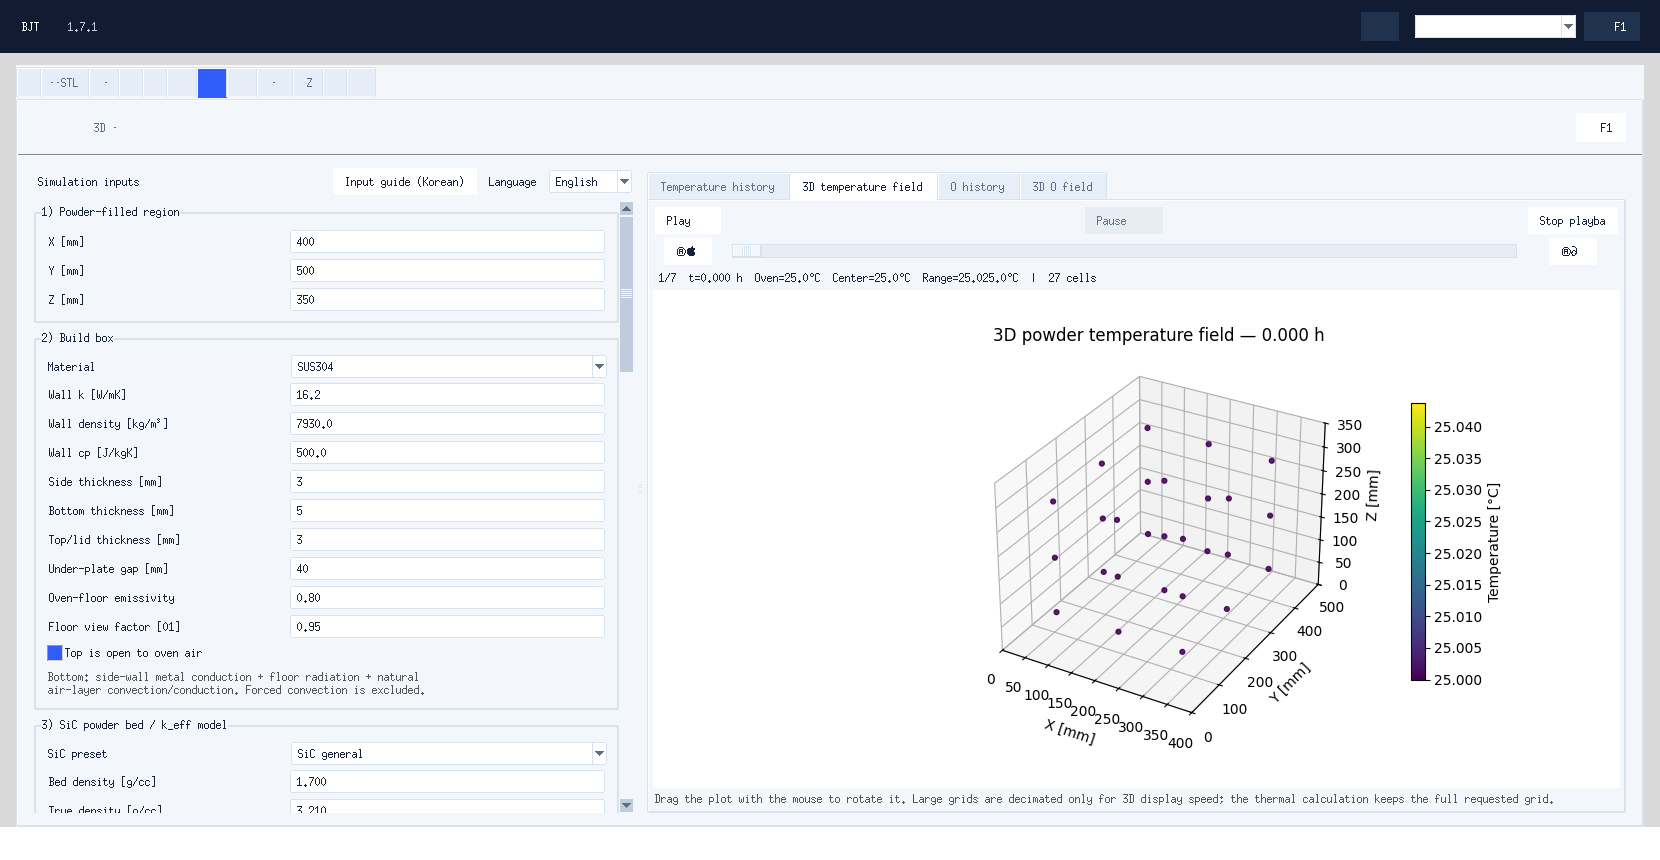 BJT 1.7.1 F1
--STL - - Z
3D - F1
Simulation inputs Input guide (Korean) Language English
1) Powder-filled region
X [mm] 400
Y [mm] 500
Z [mm] 350
2) Build box
Material SUS304
Wall k [W/mK] 16.2
Wall density [kg/m³] 7930.0
Wall cp [J/kgK] 500.0
Side thickness [mm] 3
Bottom thickness [mm] 5
Top/lid thickness [mm] 3
Under-plate gap [mm] 40
Oven-floor emissivity 0.80
Floor view factor [01] 0.95
Top is open to oven air
Bottom: side-wall metal conduction + floor radiation + natural
air-layer convection/conduction. Forced convection is excluded.
3) SiC powder bed / k_eff model
SiC preset SiC general
Bed density [g/cc] 1.700
True density [g/cc] 3.210
Temperature history 3D temperature field O history 3D O field
Play Pause Stop playba
1/7 t=0.000 h Oven=25.0°C Center=25.0°C Range=25.025.0°C | 27 cells
3D powder temperature field — 0.000 h
350
300
250
200
150
100
50
0
Z [mm]
500
400
300
200
100
0
Y [mm]
0 50 100 150 200 250 300 350 400
X [mm]
25.040
25.035
25.030
25.025
25.020
25.015
25.010
25.005
25.000
Temperature [°C]
Drag the plot with the mouse to rotate it. Large grids are decimated only for 3D display speed; the thermal calculation keeps the full requested grid.